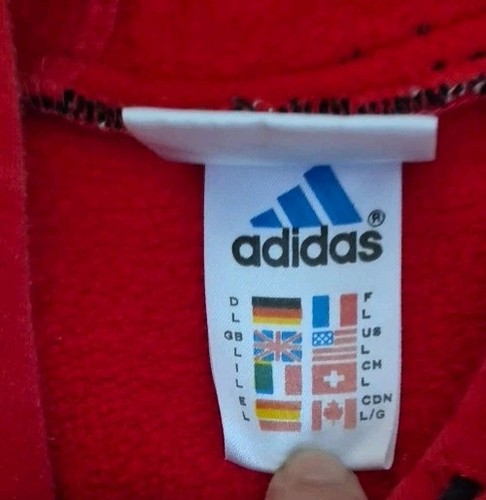 adidas®
D F
L L
GB US
L L
I CH
L L
E CDN
L L/G